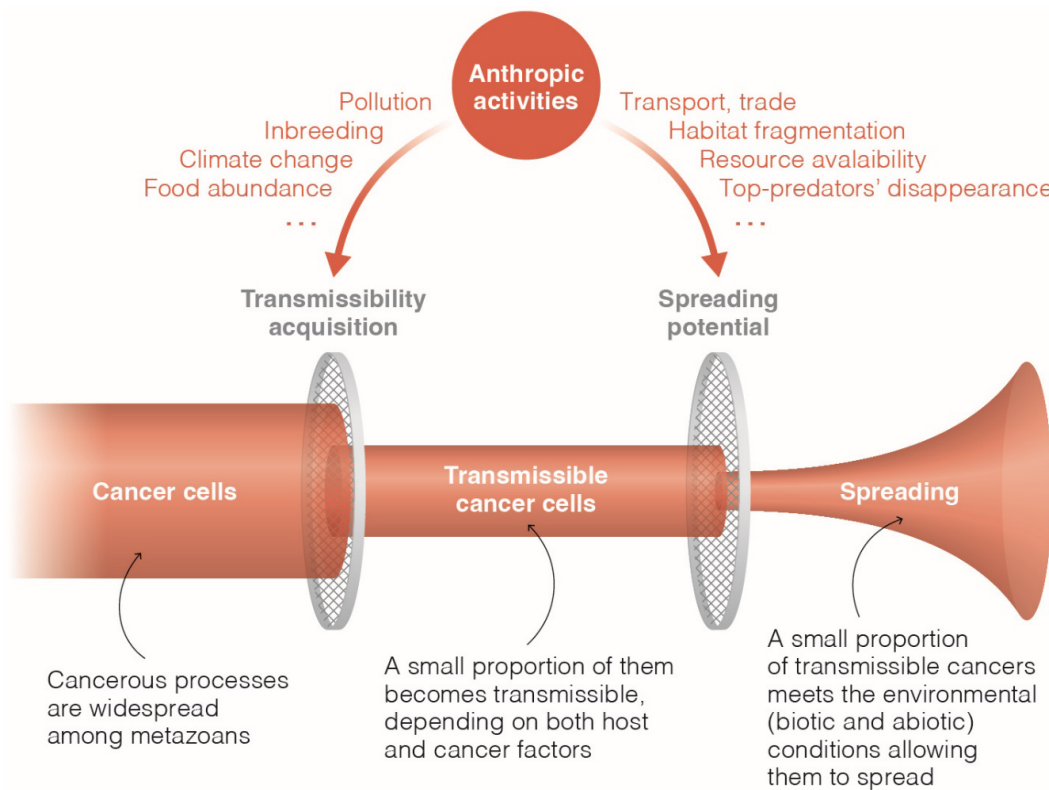 Anthropic
activities
Pollution
Inbreeding
Climate change
Food abundance
...
Transport, trade
Habitat fragmentation
Resource avalaibility
Top-predators' disappearance
...
Transmissibility
acquisition
Spreading
potential
Cancer cells
Transmissible
cancer cells
Spreading
Cancerous processes
are widespread
among metazoans
A small proportion of them
becomes transmissible,
depending on both host
and cancer factors
A small proportion
of transmissible cancers
meets the environmental
(biotic and abiotic)
conditions allowing
them to spread